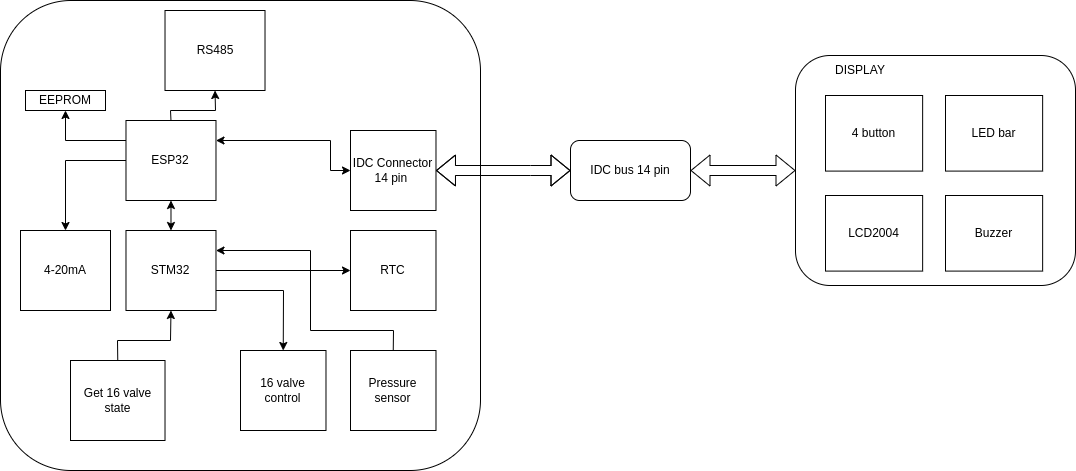 RS485
EEPROM
ESP32
IDC Connector
14 pin
4-20mA
STM32
RTC
Get 16 valve
state
16 valve
control
Pressure
sensor
IDC bus 14 pin
DISPLAY
4 button
LED bar
LCD2004
Buzzer